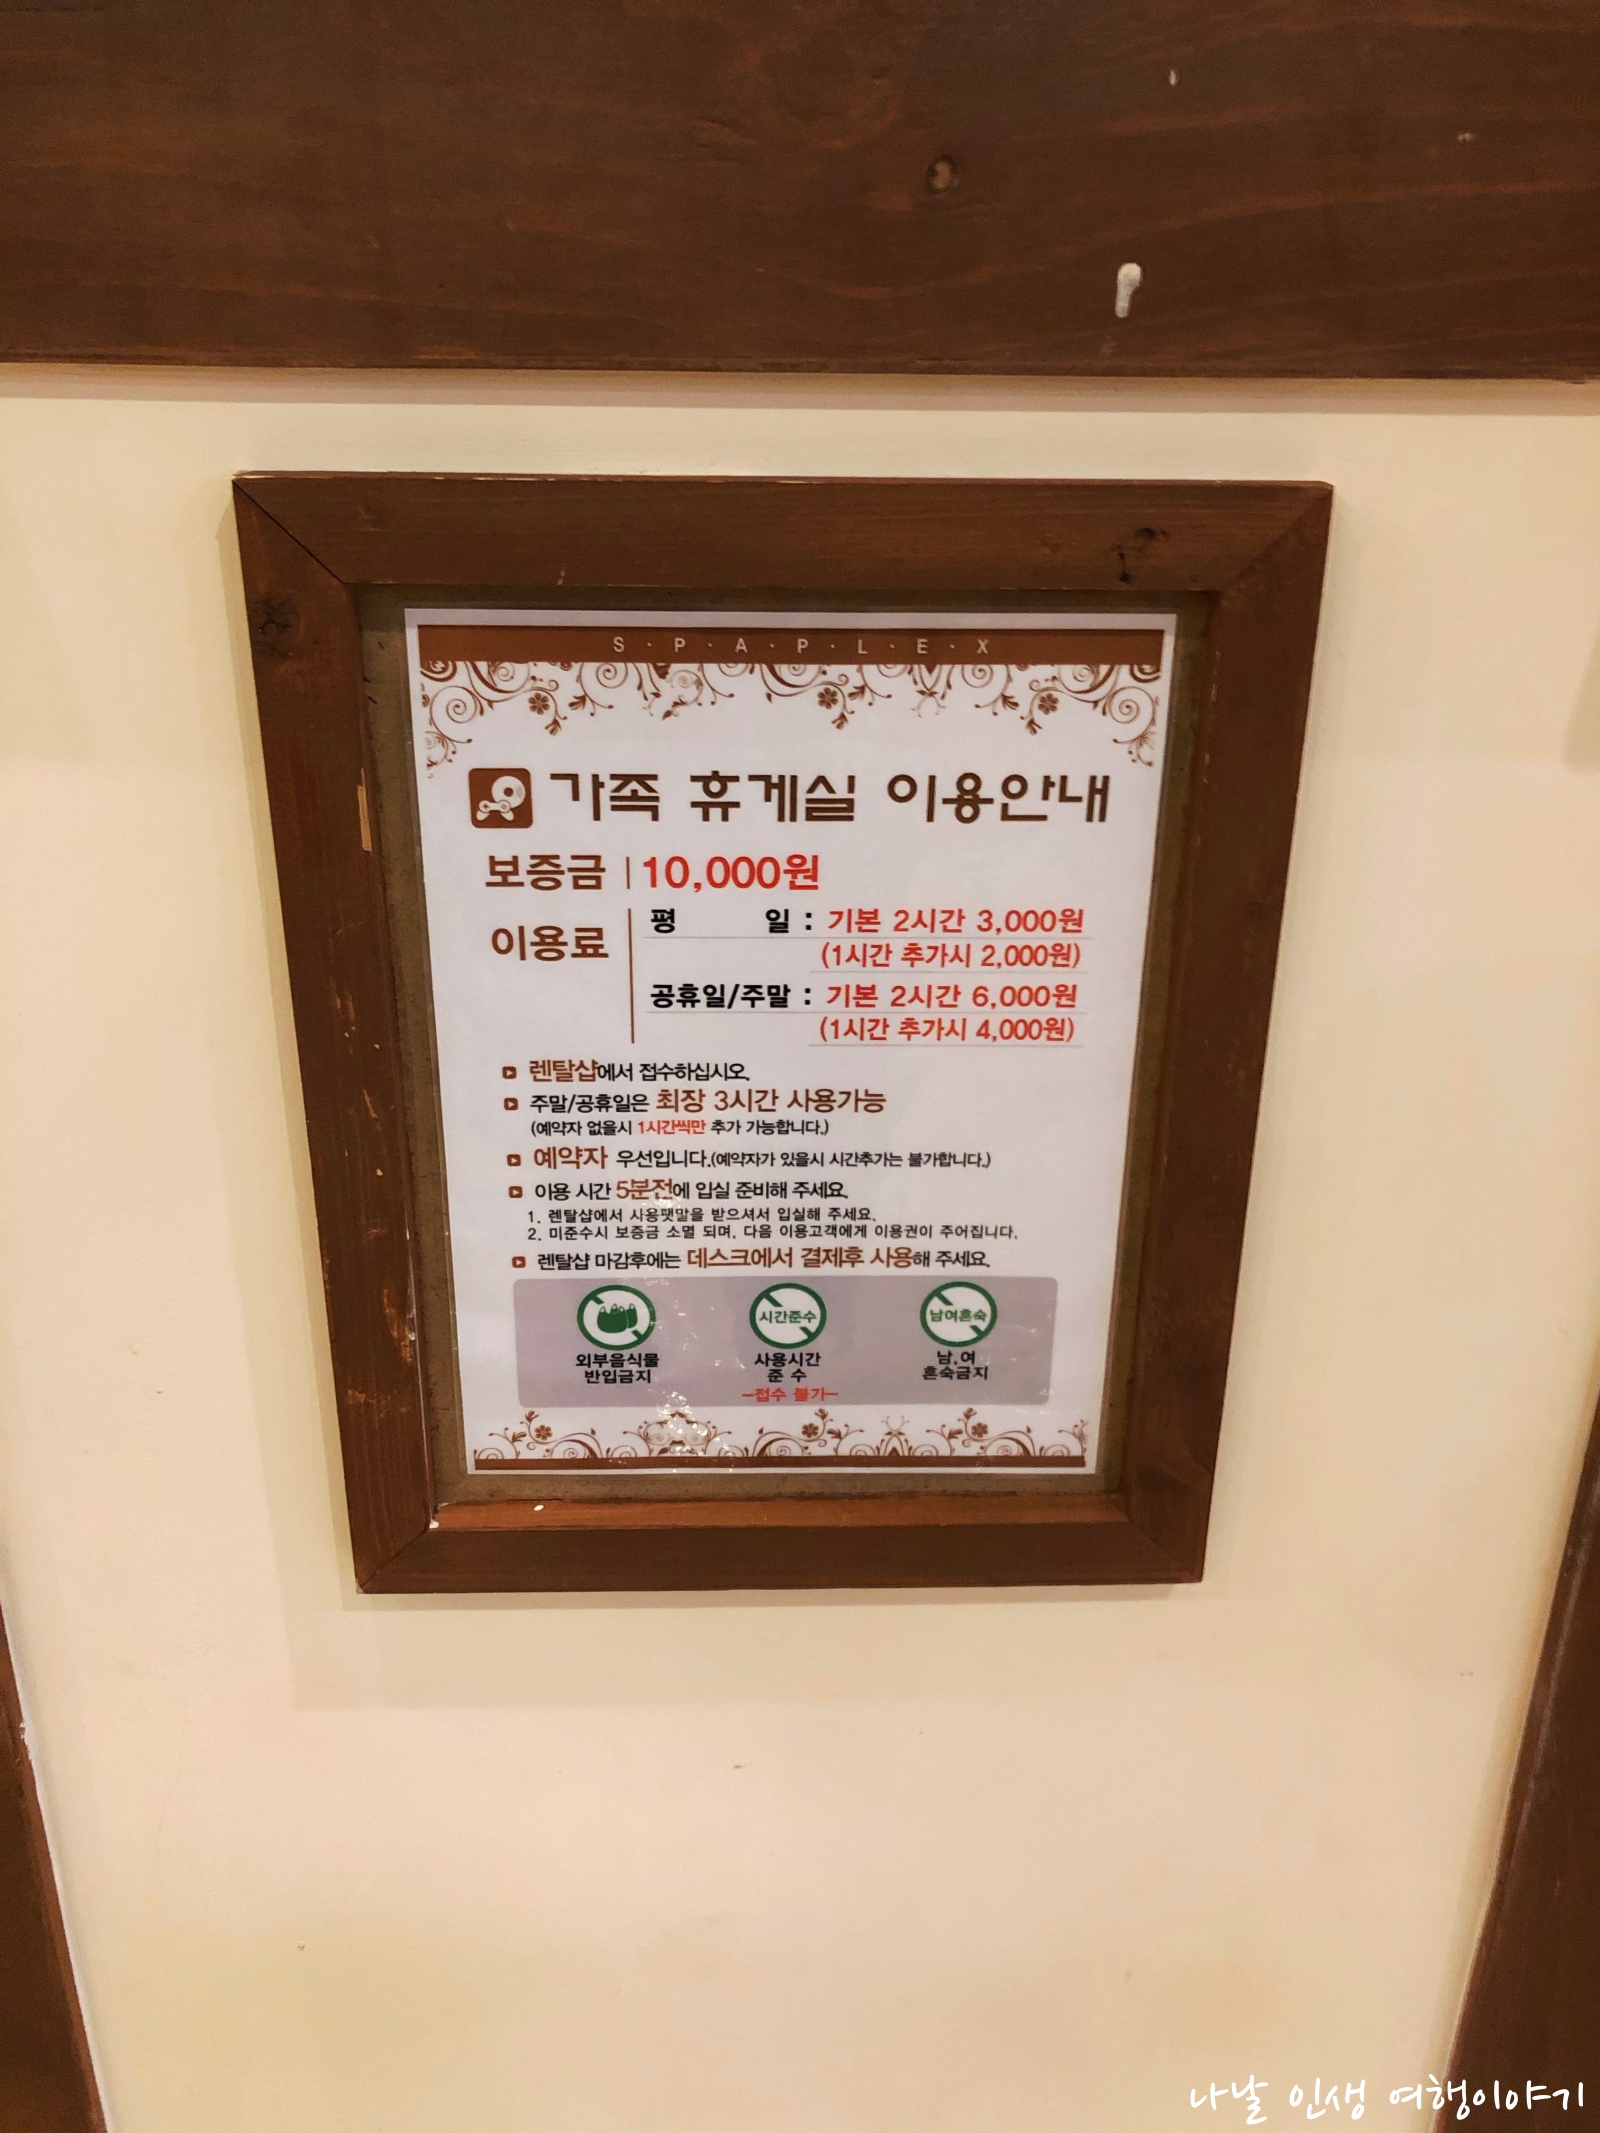 S·P·A·P·L·E·X
가족 휴게실 이용안내
보증금 | 10,000원
이용료
평 일 : 기본 2시간 3,000원
(1시간 추가시 2,000원)
공휴일/주말 : 기본 2시간 6,000원
(1시간 추가시 4,000원)
렌탈샵에서 접수하십시오.
주말/공휴일은 최장 3시간 사용가능
(예약자 없을시 1시간씩만 추가 가능합니다.)
예약자 우선입니다.(예약자가 있을시 시간추가는 불가합니다.)
이용 시간 5분전에 입실 준비해 주세요.
1. 렌탈샵에서 사용팻말을 받으셔서 입실해 주세요.
2. 미준수시 보증금 소멸 되며, 다음 이용고객에게 이용권이 주어집니다.
렌탈샵 마감후에는 데스크에서 결제후 사용해 주세요.
시간준수
남여혼숙
외부음식물
반입금지
사용시간
준 수
-접수 불가-
남,여
혼숙금지
나날 인생 여행이야기